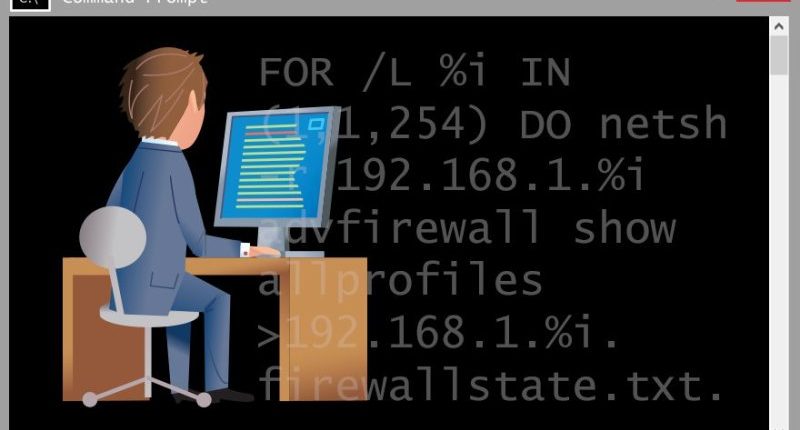 C:\ Command Prompt
FOR /L %i IN
(1,1,254) DO netsh
-r 192.168.1.%i
advfirewall show
allprofiles
>192.168.1.%i.
firewallstate.txt.